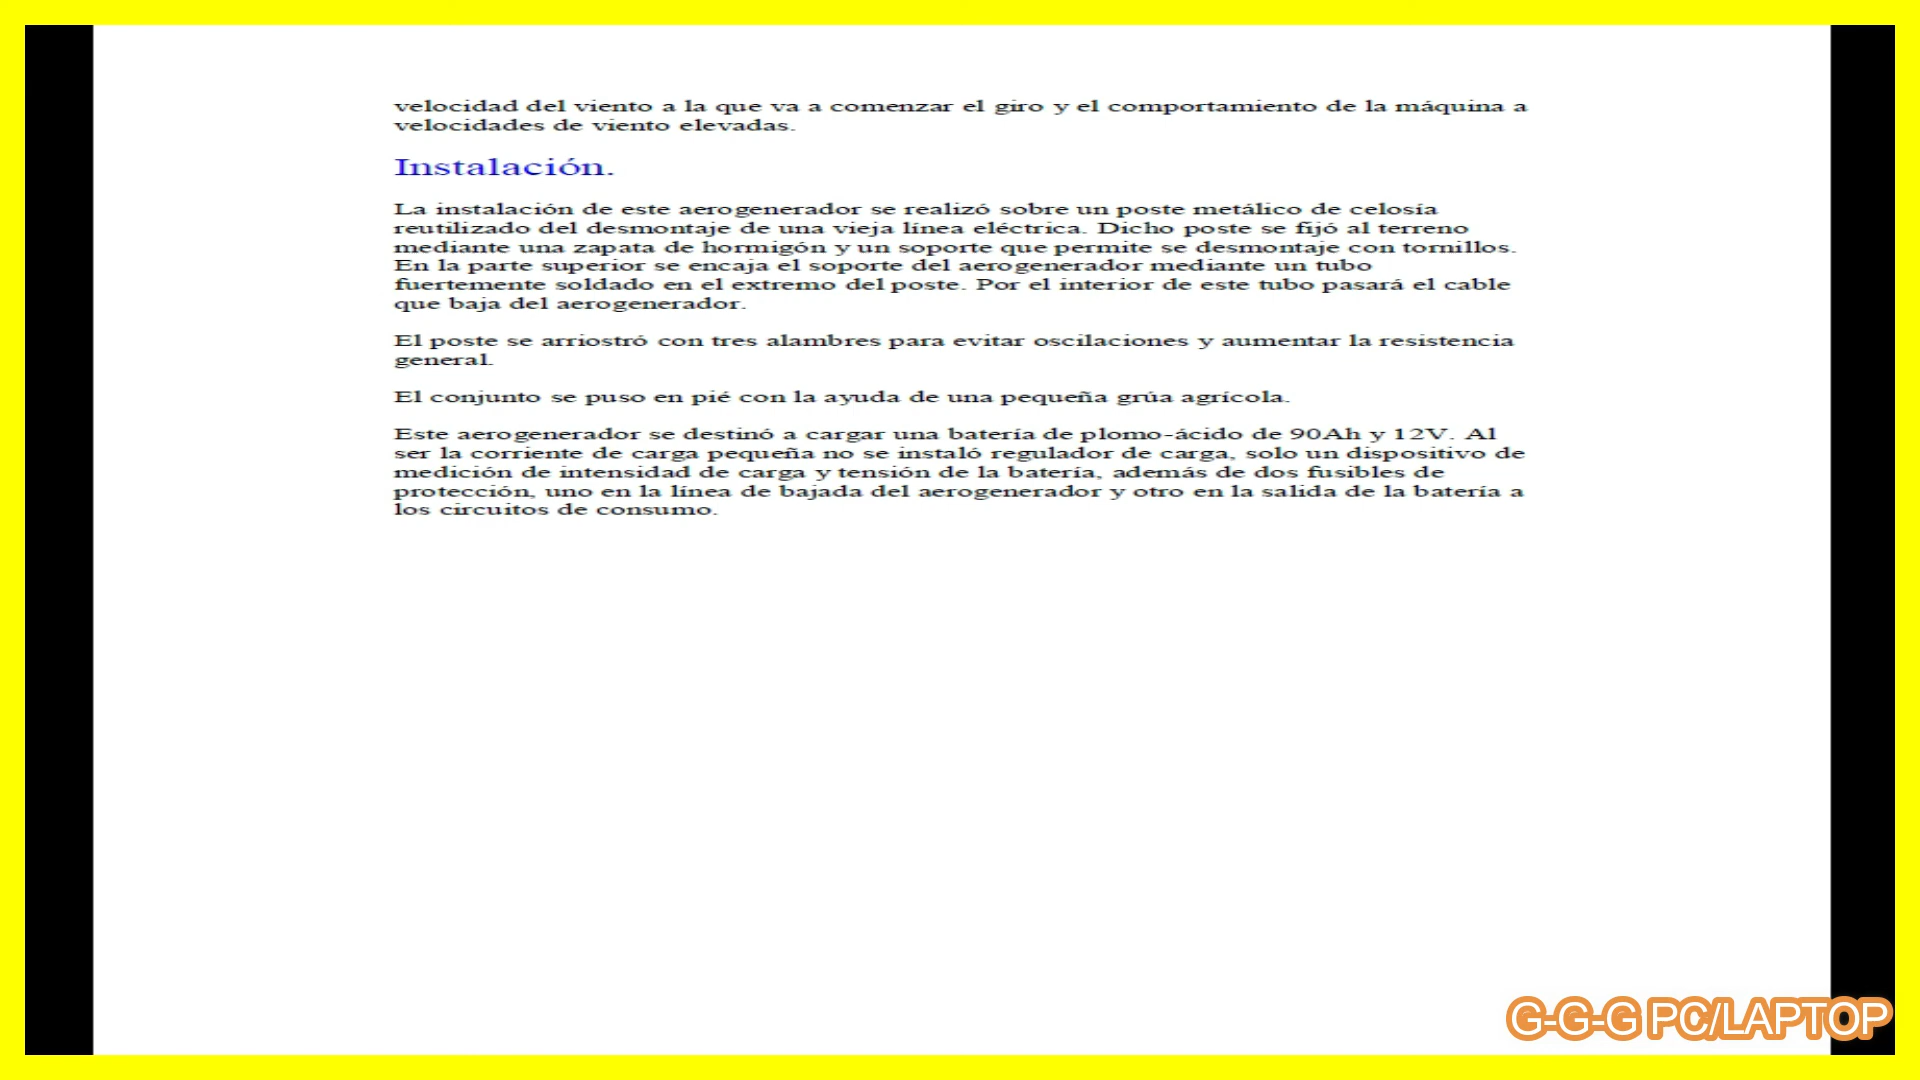 velocidad del viento a la que va a comenzar el giro y el comportamiento de la máquina a
velocidades de viento elevadas.
Instalación.
La instalación de este aerogenerador se realizó sobre un poste metálico de celosía
reutilizado del desmontaje de una vieja línea eléctrica. Dicho poste se fijó al terreno
mediante una zapata de hormigón y un soporte que permite se desmontaje con tornillos.
En la parte superior se encaja el soporte del aerogenerador mediante un tubo
fuertemente soldado en el extremo del poste. Por el interior de este tubo pasará el cable
que baja del aerogenerador.
El poste se arriostró con tres alambres para evitar oscilaciones y aumentar la resistencia
general.
El conjunto se puso en pié con la ayuda de una pequeña grúa agrícola.
Este aerogenerador se destinó a cargar una batería de plomo-ácido de 90Ah y 12V. Al
ser la corriente de carga pequeña no se instaló regulador de carga, solo un dispositivo de
medición de intensidad de carga y tensión de la batería, además de dos fusibles de
protección, uno en la línea de bajada del aerogenerador y otro en la salida de la batería a
los circuitos de consumo.
G-G-G PC/LAPTOP